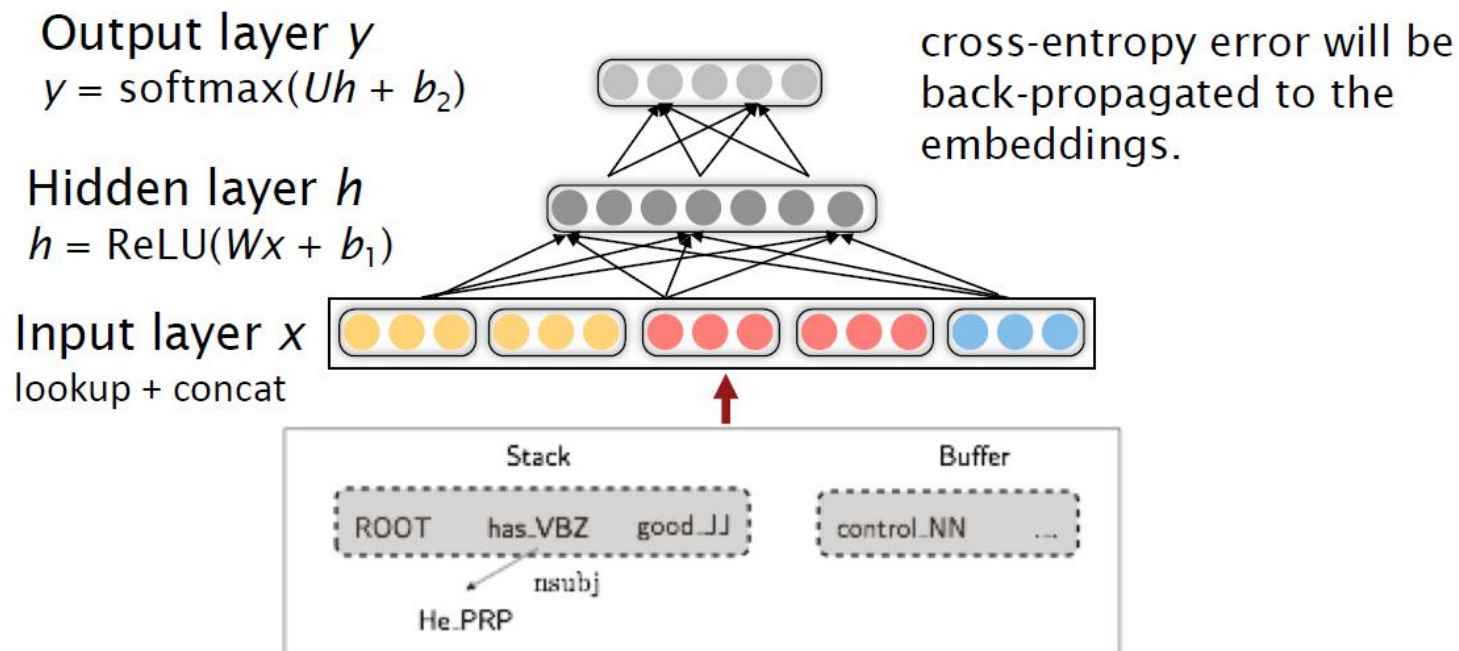 Output layer y
y = softmax(Uh + b₂)
cross-entropy error will be
back-propagated to the
embeddings.
Hidden layer h
h = ReLU(Wx + b₁)
Input layer x
lookup + concat
Stack
Buffer
ROOT has_VBZ good_JJ
control_NN ...
nsubj
He_PRP